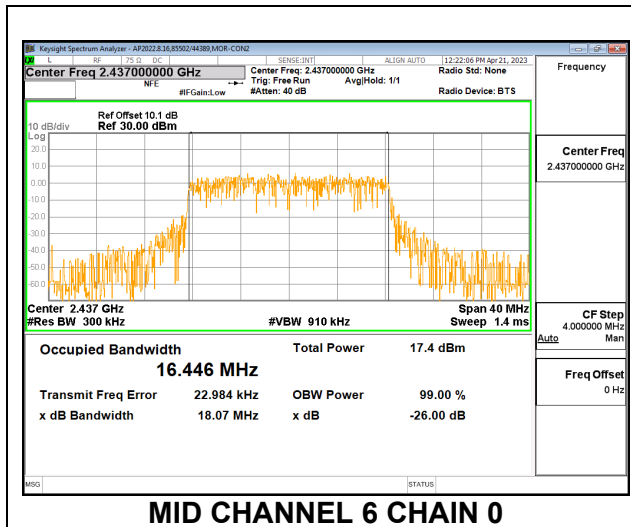 Keysight Spectrum Analyzer - AP2022.8.16,85502/44389,MOR-CON2
L RF 75 Ω DC SENSE:INT ALIGN AUTO 12:22:06 PM Apr 21, 2023
Center Freq 2.437000000 GHz Center Freq: 2.437000000 GHz Radio Std: None
NFE Trig: Free Run Avg|Hold: 1/1
#IFGain:Low #Atten: 40 dB Radio Device: BTS
Frequency
Ref Offset 10.1 dB
10 dB/div Ref 30.00 dBm
Log
20.0
10.0
0.00
-10.0
-20.0
-30.0
-40.0
-50.0
-60.0
Center Freq
2.437000000 GHz
Center 2.437 GHz Span 40 MHz
#Res BW 300 kHz #VBW 910 kHz Sweep 1.4 ms
CF Step
4.000000 MHz
Auto Man
Occupied Bandwidth Total Power 17.4 dBm
16.446 MHz
Freq Offset
0 Hz
Transmit Freq Error 22.984 kHz OBW Power 99.00 %
x dB Bandwidth 18.07 MHz x dB -26.00 dB
MSG STATUS
MID CHANNEL 6 CHAIN 0